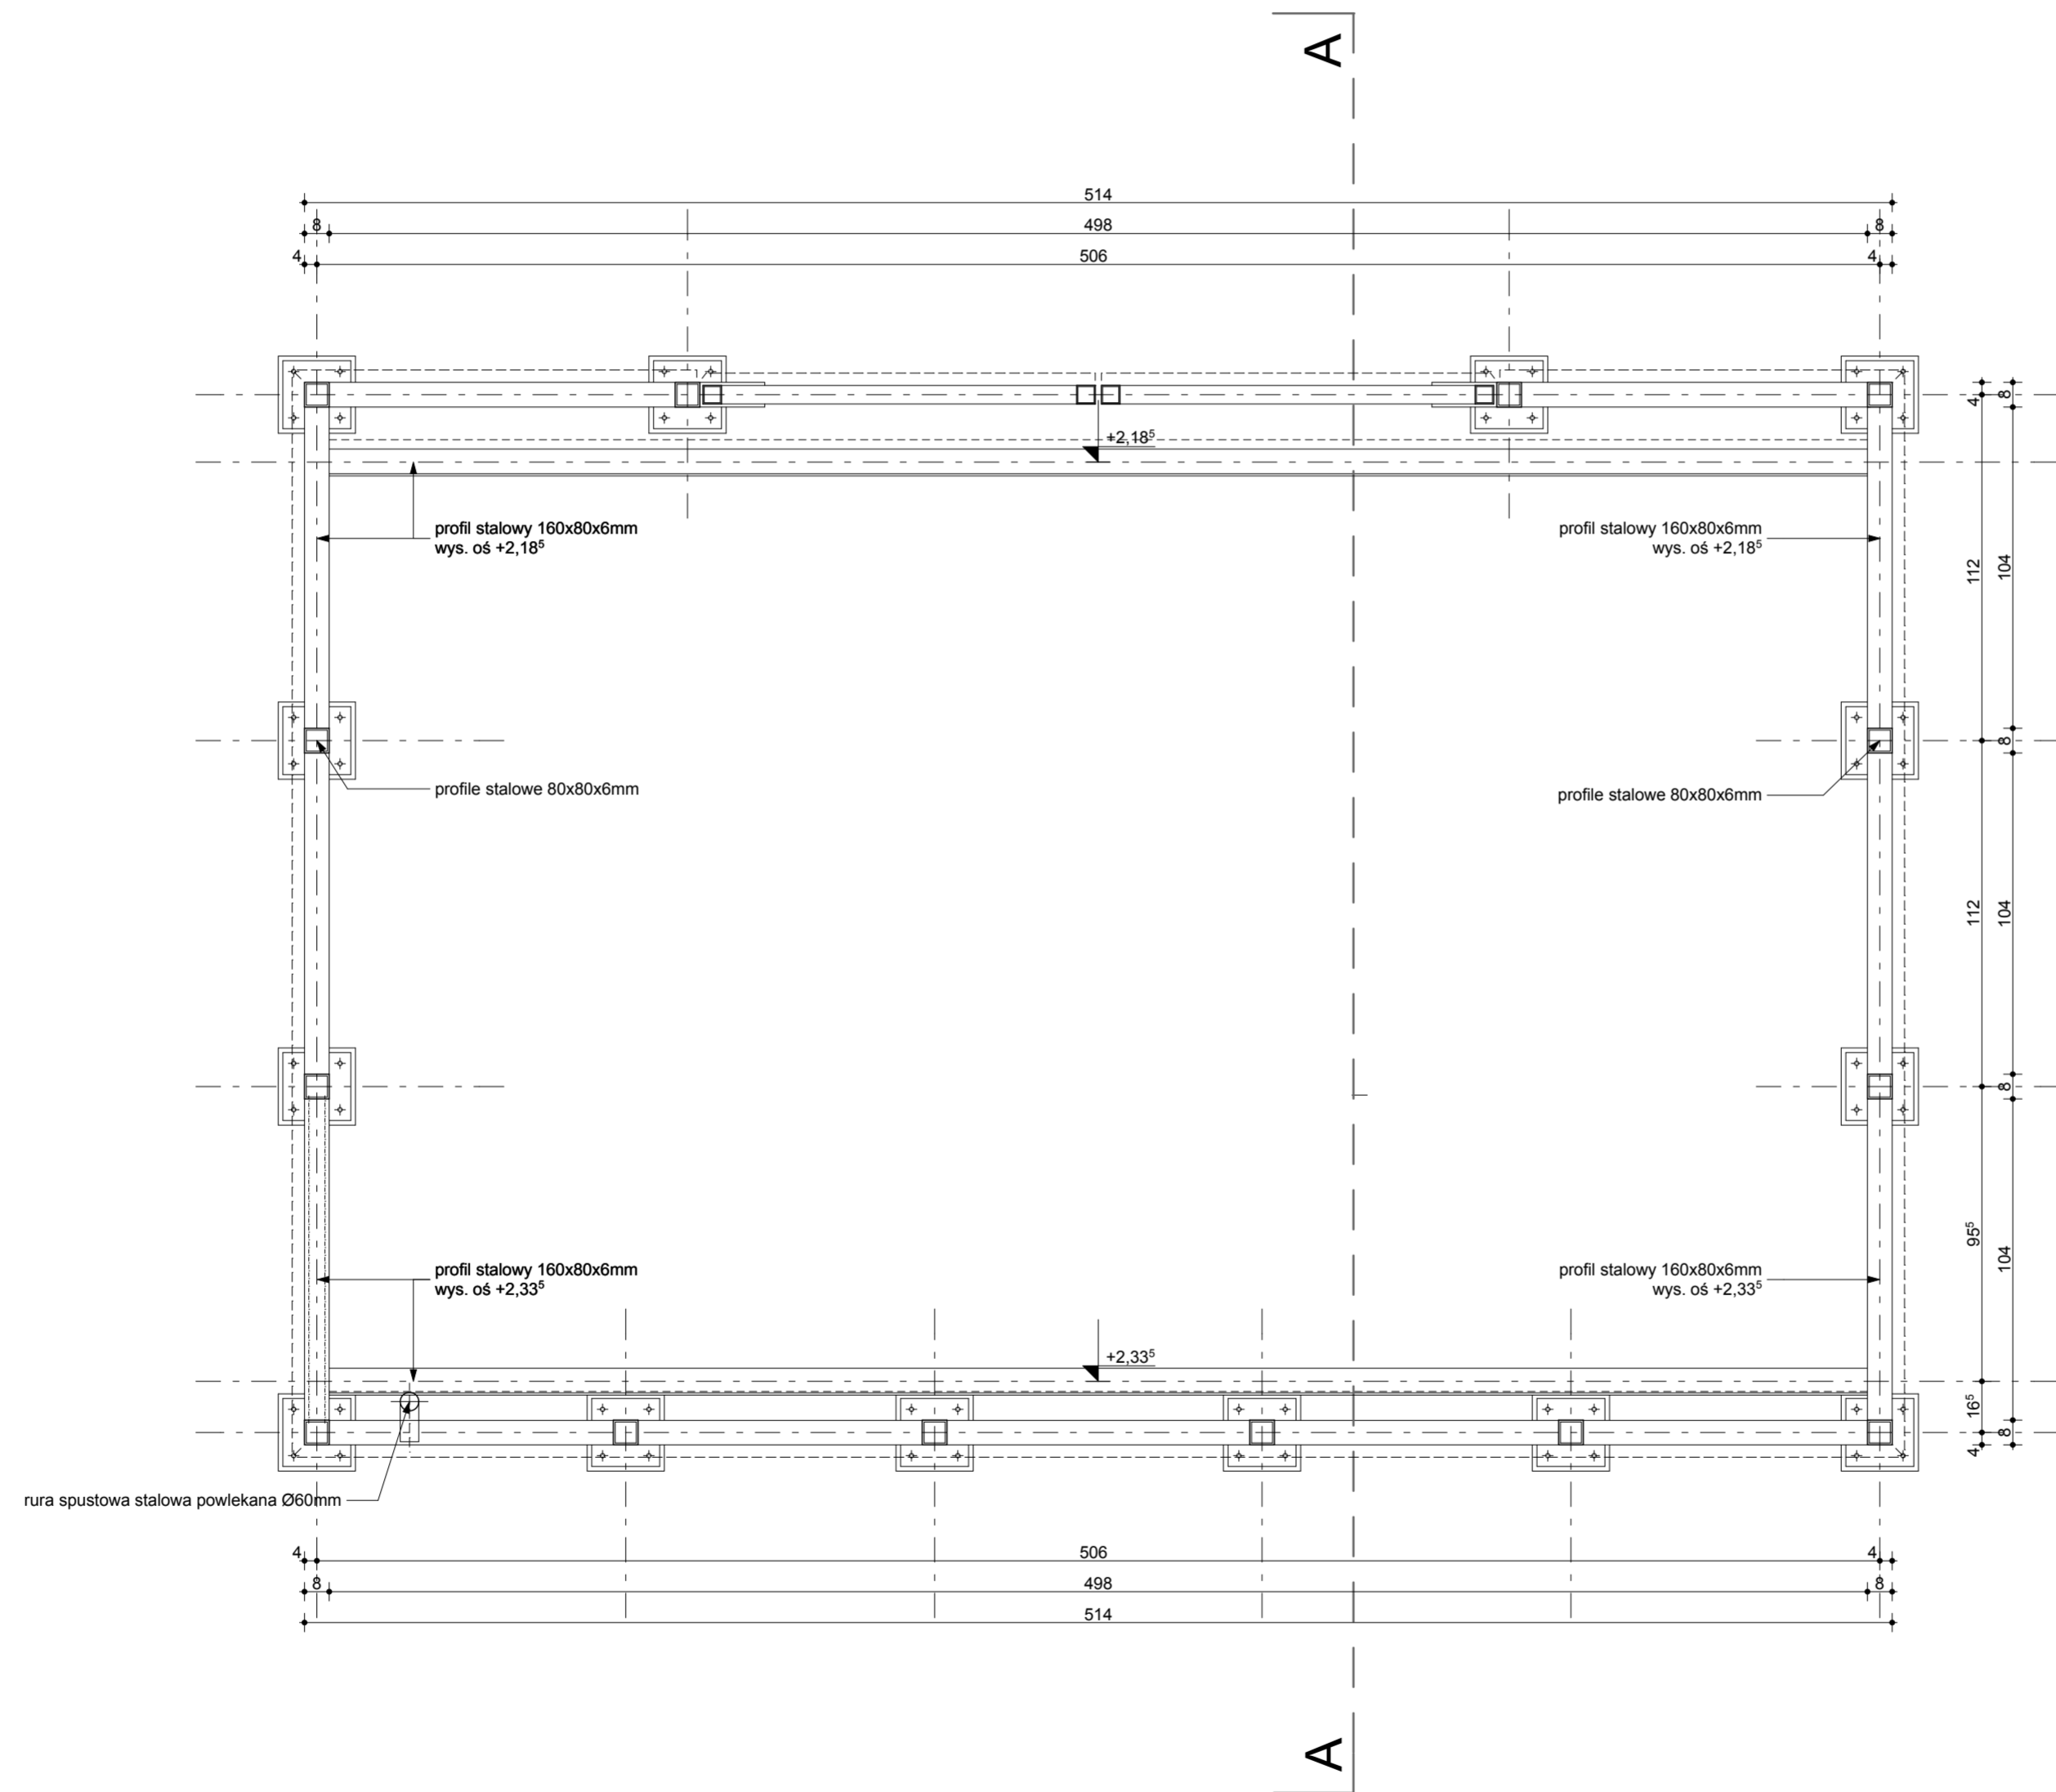 A
514
8
498
8
4
506
4
4
8
+2,18⁵
profil stalowy 160x80x6mm
wys. oś +2,18⁵
profil stalowy 160x80x6mm
wys. oś +2,18⁵
112
104
8
profile stalowe 80x80x6mm
profile stalowe 80x80x6mm
112
104
8
95⁵
104
profil stalowy 160x80x6mm
wys. oś +2,33⁵
profil stalowy 160x80x6mm
wys. oś +2,33⁵
+2,33⁵
16⁵
8
4
rura spustowa stalowa powlekana Ø60mm
4
506
4
8
498
8
514
A